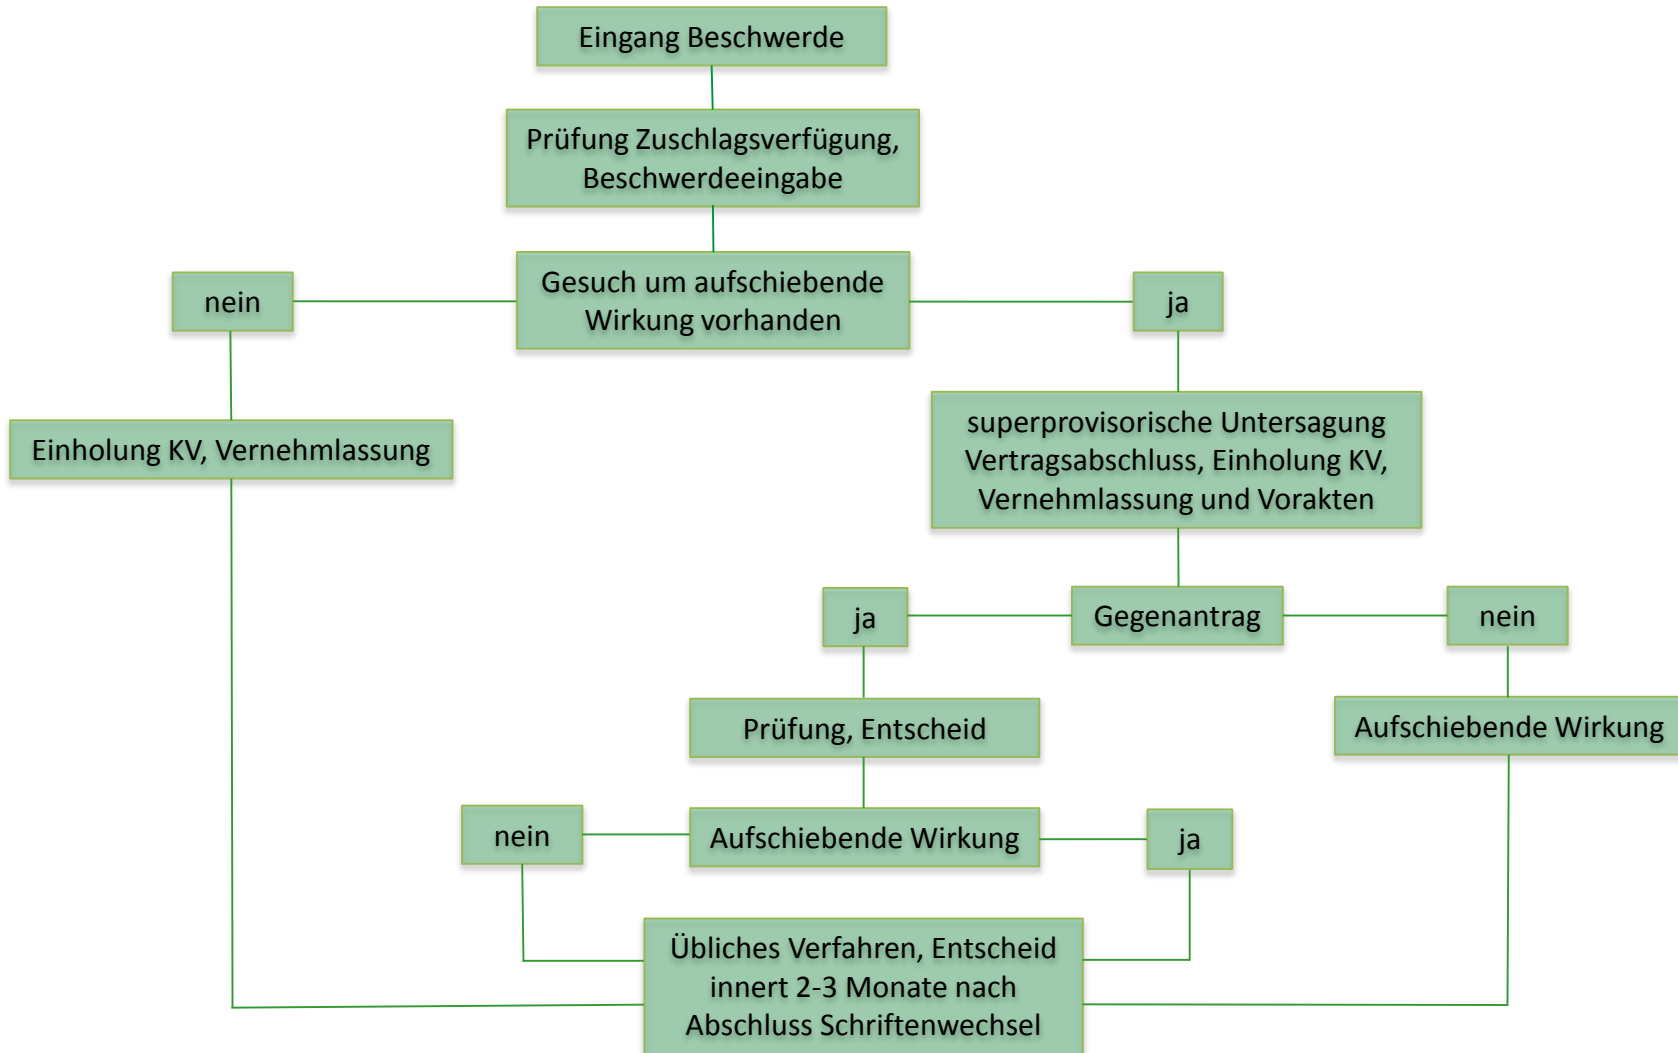 Eingang Beschwerde
Prüfung Zuschlagsverfügung,
Beschwerdeeingabe
nein
Gesuch um aufschiebende
Wirkung vorhanden
ja
Einholung KV, Vernehmlassung
superprovisorische Untersagung
Vertragsabschluss, Einholung KV,
Vernehmlassung und Vorakten
ja
Gegenantrag
nein
Prüfung, Entscheid
Aufschiebende Wirkung
nein
Aufschiebende Wirkung
ja
Übliches Verfahren, Entscheid
innert 2-3 Monate nach
Abschluss Schriftenwechsel